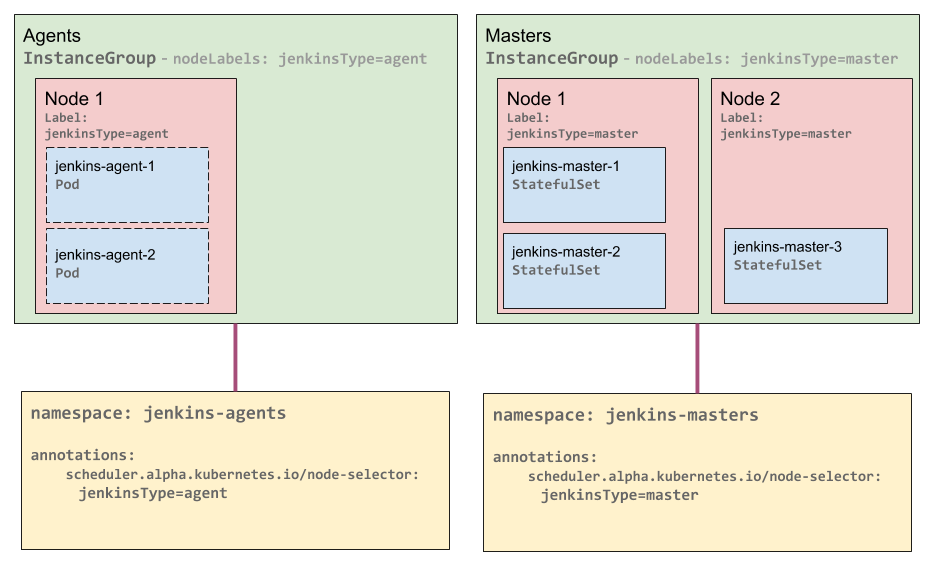 Agents
InstanceGroup - nodeLabels: jenkinsType=agent
Node 1
Label:
jenkinsType=agent
jenkins-agent-1
Pod
jenkins-agent-2
Pod
Masters
InstanceGroup - nodeLabels: jenkinsType=master
Node 1
Label:
jenkinsType=master
jenkins-master-1
StatefulSet
jenkins-master-2
StatefulSet
Node 2
Label:
jenkinsType=master
jenkins-master-3
StatefulSet
namespace: jenkins-agents
annotations:
scheduler.alpha.kubernetes.io/node-selector:
jenkinsType=agent
namespace: jenkins-masters
annotations:
scheduler.alpha.kubernetes.io/node-selector:
jenkinsType=master